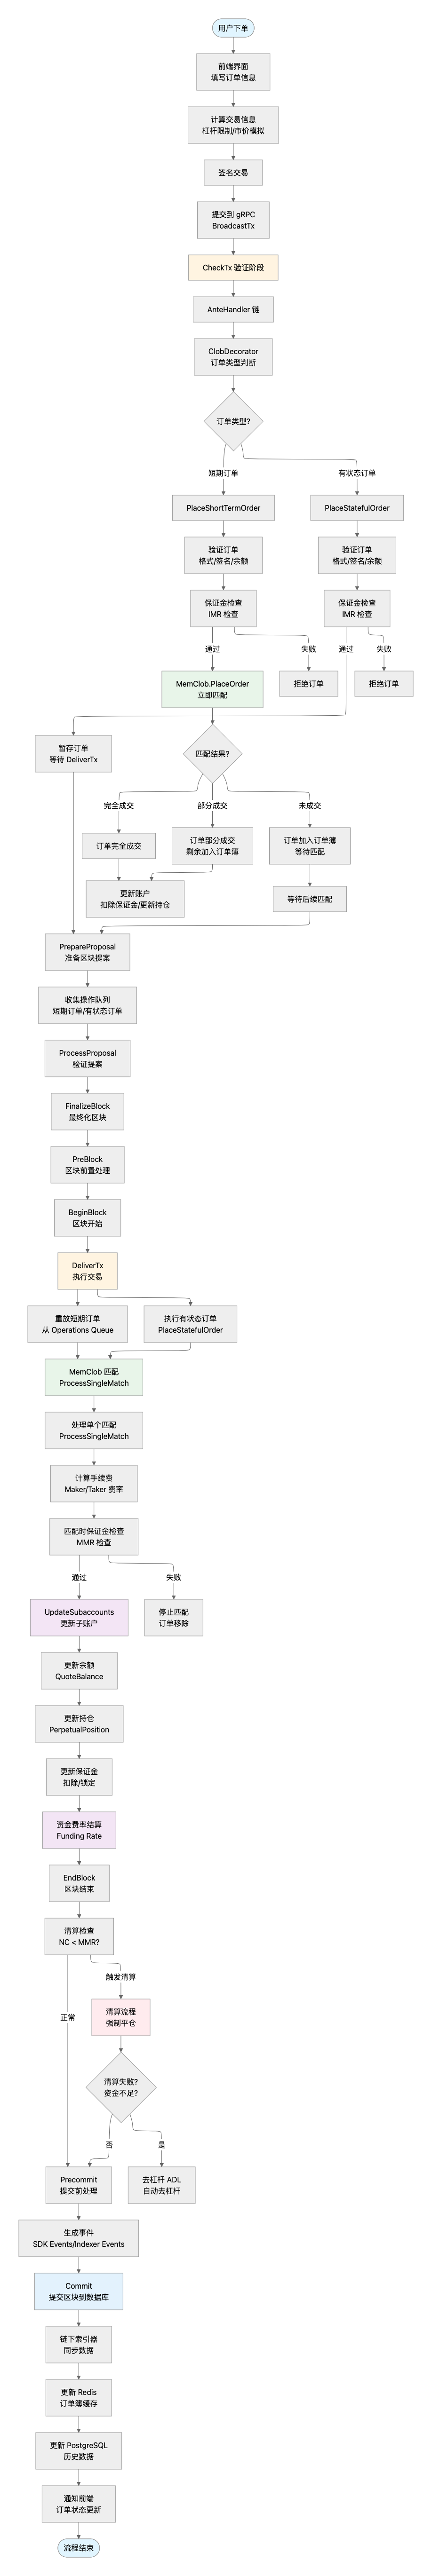 用户下单
前端界面
填写订单信息
计算交易信息
杠杆限制/市价模拟
签名交易
提交到 gRPC
BroadcastTx
CheckTx 验证阶段
AnteHandler 链
ClobDecorator
订单类型判断
订单类型?
短期订单
有状态订单
PlaceShortTermOrder
PlaceStatefulOrder
验证订单
格式/签名/余额
验证订单
格式/签名/余额
保证金检查
IMR 检查
保证金检查
IMR 检查
通过
失败
通过
失败
MemClob.PlaceOrder
立即匹配
拒绝订单
拒绝订单
暂存订单
等待 DeliverTx
匹配结果?
完全成交
部分成交
未成交
订单完全成交
订单部分成交
剩余加入订单簿
订单加入订单簿
等待匹配
更新账户
扣除保证金/更新持仓
等待后续匹配
PrepareProposal
准备区块提案
收集操作队列
短期订单/有状态订单
ProcessProposal
验证提案
FinalizeBlock
最终化区块
PreBlock
区块前置处理
BeginBlock
区块开始
DeliverTx
执行交易
重放短期订单
从 Operations Queue
执行有状态订单
PlaceStatefulOrder
MemClob 匹配
ProcessSingleMatch
处理单个匹配
ProcessSingleMatch
计算手续费
Maker/Taker 费率
匹配时保证金检查
MMR 检查
通过
失败
UpdateSubaccounts
更新子账户
停止匹配
订单移除
更新余额
QuoteBalance
更新持仓
PerpetualPosition
更新保证金
扣除/锁定
资金费率结算
Funding Rate
EndBlock
区块结束
清算检查
NC < MMR?
触发清算
正常
清算流程
强制平仓
清算失败?
资金不足?
否
是
Precommit
提交前处理
去杠杆 ADL
自动去杠杆
生成事件
SDK Events/Indexer Events
Commit
提交区块到数据库
链下索引器
同步数据
更新 Redis
订单簿缓存
更新 PostgreSQL
历史数据
通知前端
订单状态更新
流程结束